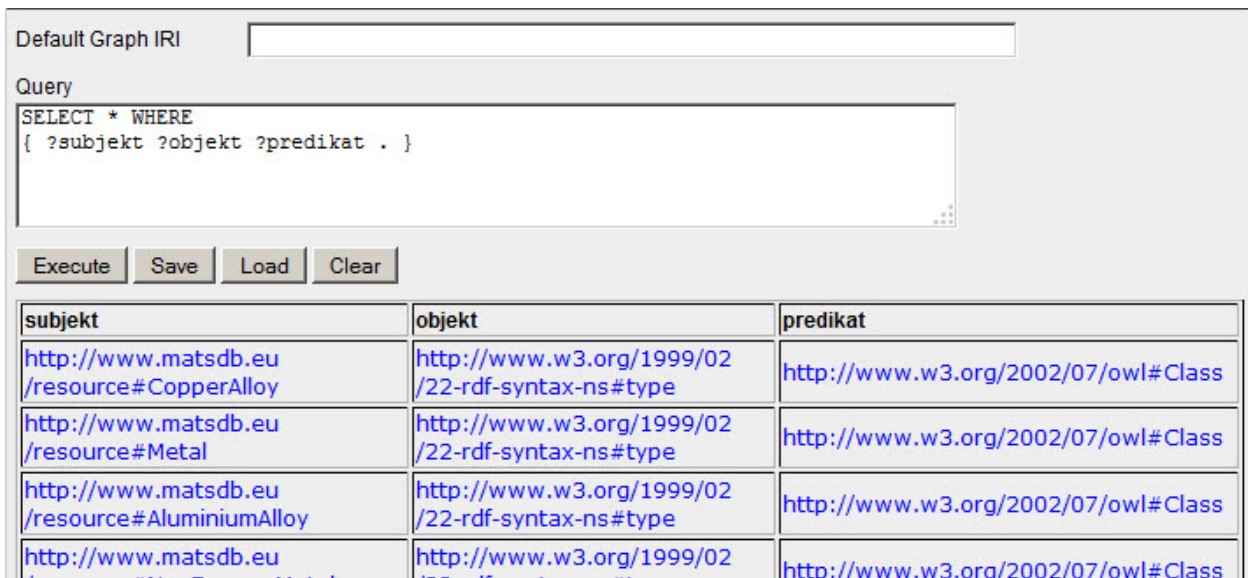 Default Graph IRI
Query
SELECT * WHERE
{ ?subjekt ?objekt ?predikat . }
Execute Save Load Clear
subjekt objekt predikat
http://www.matsdb.eu
/resource#CopperAlloy
http://www.w3.org/1999/02
/22-rdf-syntax-ns#type
http://www.w3.org/2002/07/owl#Class
http://www.matsdb.eu
/resource#Metal
http://www.w3.org/1999/02
/22-rdf-syntax-ns#type
http://www.w3.org/2002/07/owl#Class
http://www.matsdb.eu
/resource#AluminiumAlloy
http://www.w3.org/1999/02
/22-rdf-syntax-ns#type
http://www.w3.org/2002/07/owl#Class
http://www.matsdb.eu
http://www.w3.org/1999/02
http://www.w3.org/2002/07/owl#Class